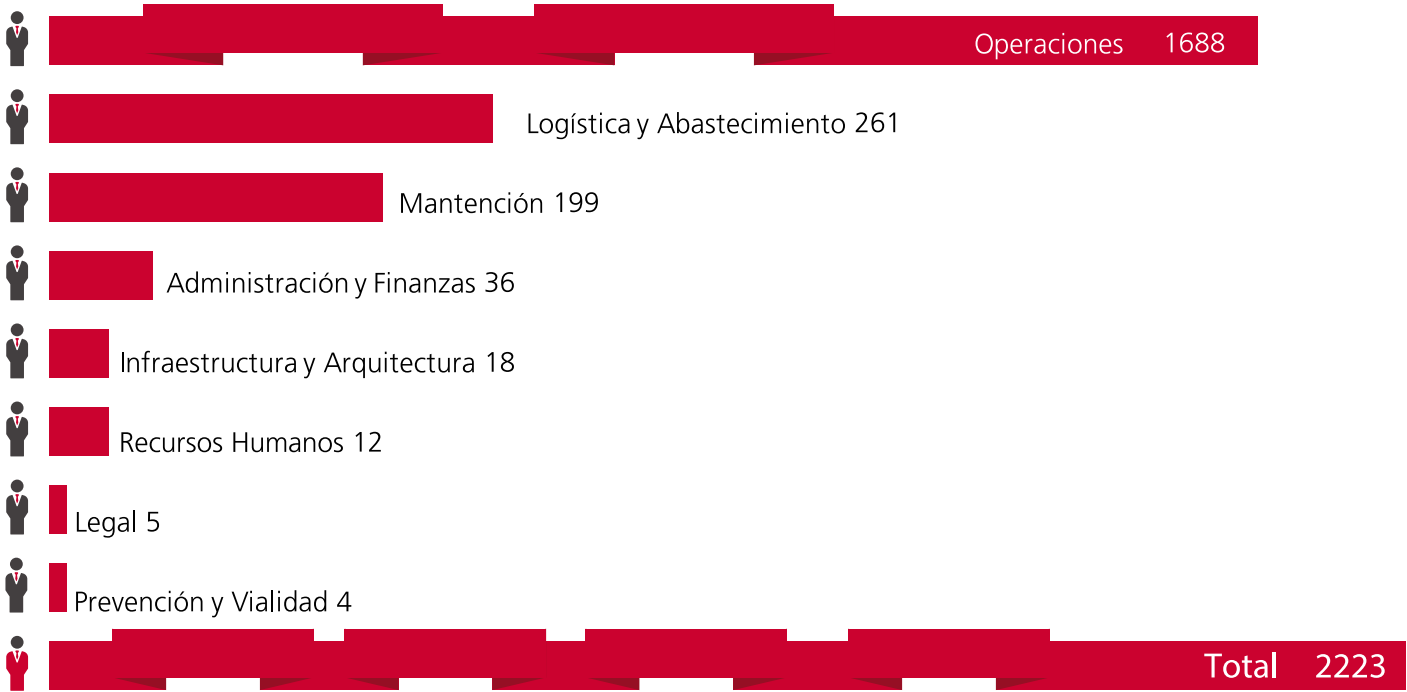 Operaciones 1688
Logística y Abastecimiento 261
Mantención 199
Administración y Finanzas 36
Infraestructura y Arquitectura 18
Recursos Humanos 12
Legal 5
Prevención y Vialidad 4
Total 2223